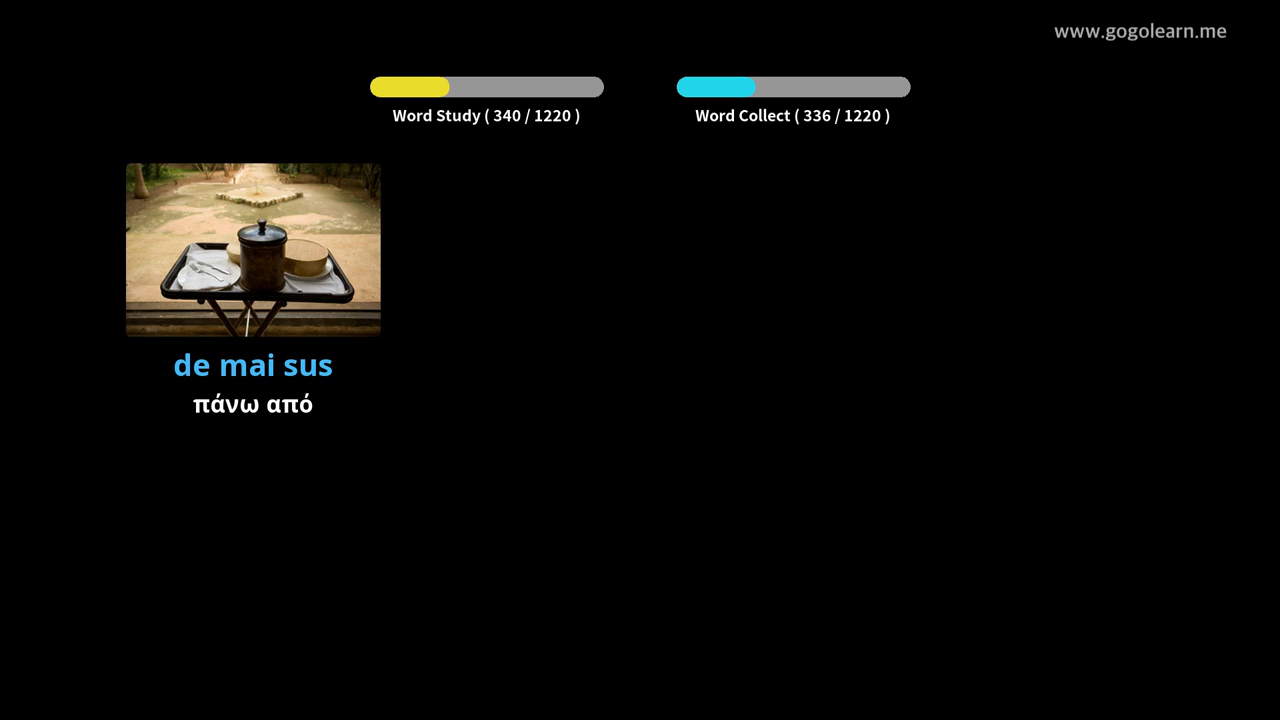 www.gogolearn.me
Word Study ( 340 / 1220 )
Word Collect ( 336 / 1220 )
de mai sus
πάνω από